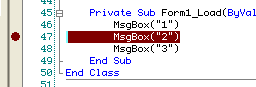 45 Private Sub Form1_Load(ByVal
46 MsgBox("1")
47 MsgBox("2")
48 MsgBox("3")
49 End Sub
50 End Class
51